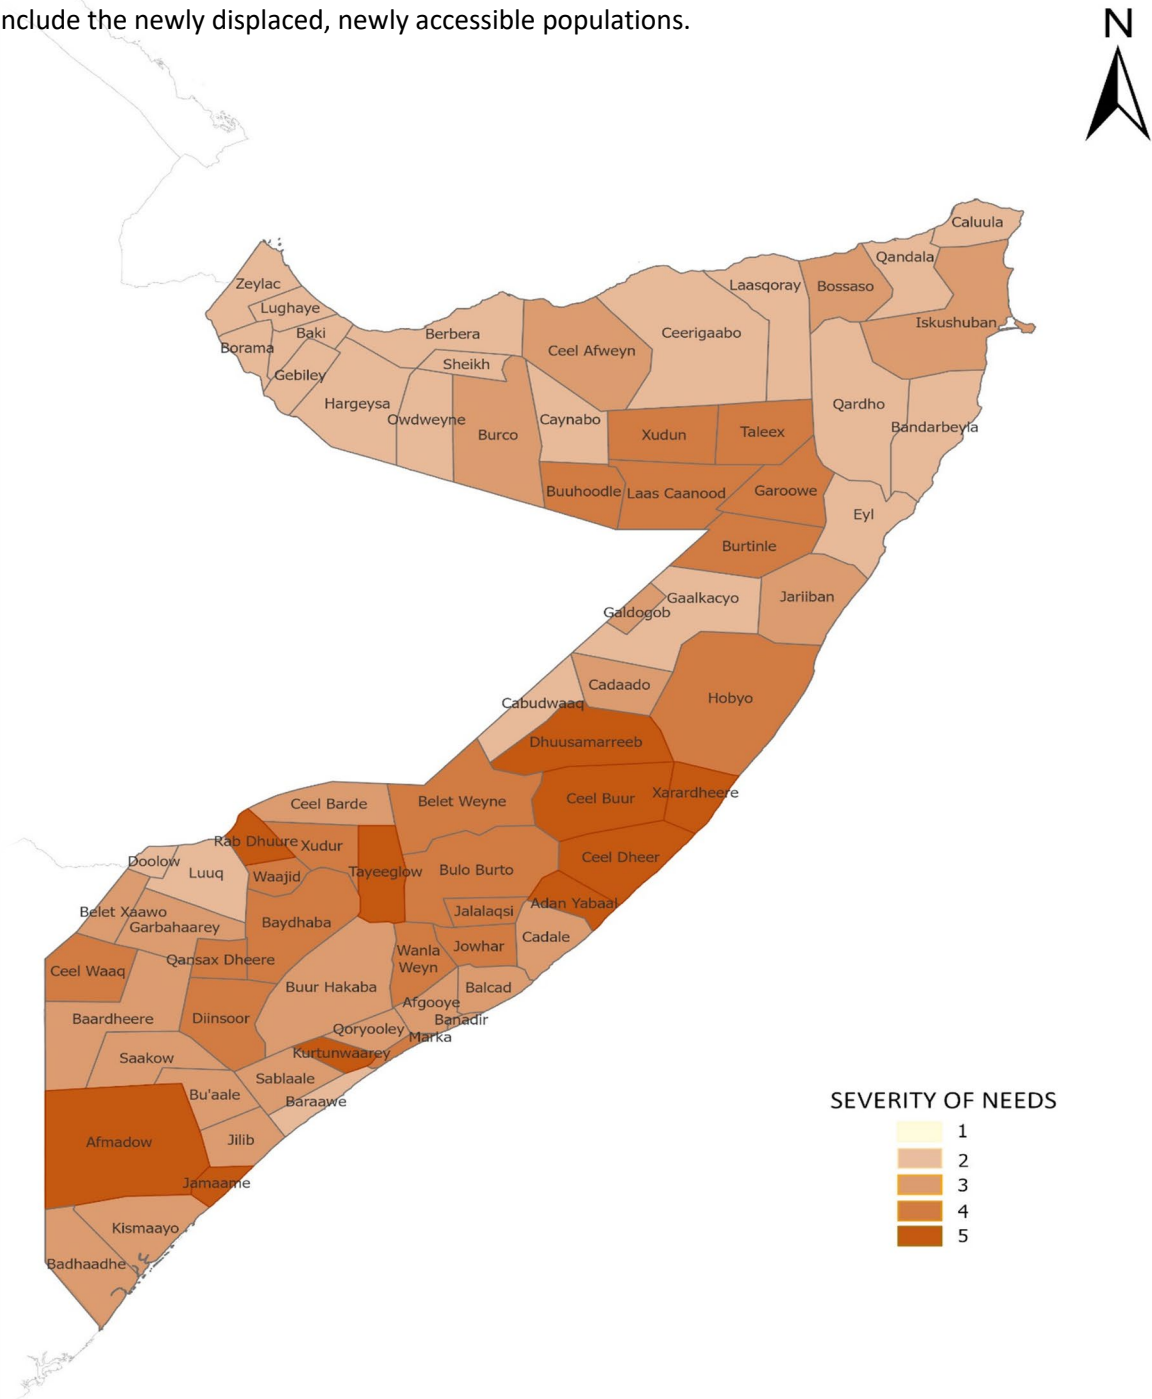 nclude the newly displaced, newly accessible populations.
N
Caluula
Qandala
Zeylac
Laasqoray
Bossaso
Lughaye
Iskushuban
Baki
Berbera
Ceerigaabo
Borama
Ceel Afweyn
Sheikh
Gebiley
Hargeysa
Qardho
Owdweyne
Caynabo
Bandarbeyla
Burco
Xudun
Taleex
Buuhoodle
Laas Caanood
Garoowe
Eyl
Burtinle
Gaalkacyo
Jariiban
Galdogob
Cadaado
Hobyo
Cabudwaaq
Dhuusamarreeb
Ceel Barde
Belet Weyne
Ceel Buur
Xarardheere
Rab Dhuure
Xudur
Doolow
Ceel Dheer
Luuq
Waajid
Tayeeglow
Bulo Burto
Adan Yabaal
Belet Xaawo
Jalalaqsi
Garbahaarey
Baydhaba
Cadale
Jowhar
Wanla
Weyn
Qansax Dheere
Ceel Waaq
Buur Hakaba
Balcad
Afgooye
Baardheere
Diinsoor
Banadir
Qoryooley
Marka
Kurtunwaarey
Saakow
Sablaale
Bu'aale
Baraawe
Afmadow
Jilib
Jamaame
Kismaayo
Badhaadhe
SEVERITY OF NEEDS
1
2
3
4
5